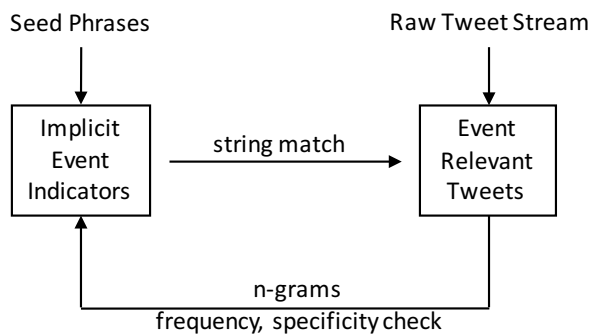 Seed Phrases
Raw Tweet Stream
Implicit
Event
Indicators
string match
Event
Relevant
Tweets
n-grams
frequency, specificity check